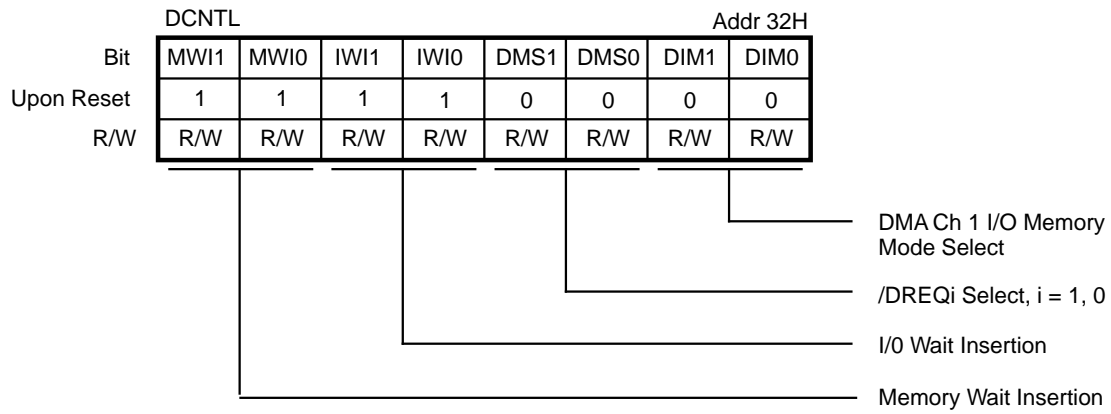 DCNTL Addr 32H
Bit MWI1 MWI0 IWI1 IWI0 DMS1 DMS0 DIM1 DIM0
Upon Reset 1 1 1 1 0 0 0 0
R/W R/W R/W R/W R/W R/W R/W R/W R/W
DMA Ch 1 I/O Memory
Mode Select
/DREQi Select, i = 1, 0
I/0 Wait Insertion
Memory Wait Insertion